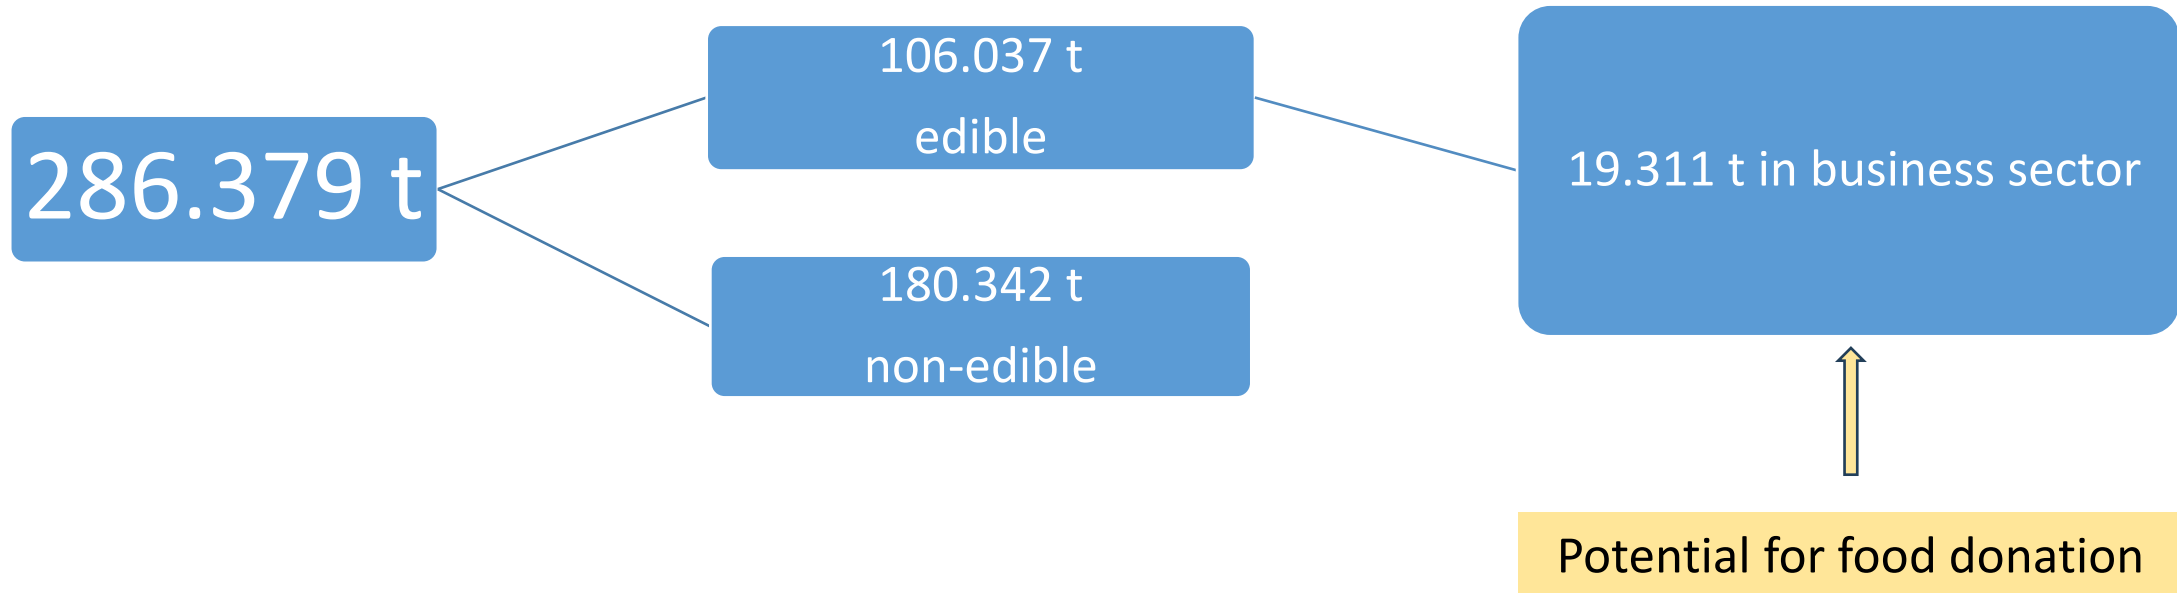 286.379 t
106.037 t
edible
180.342 t
non-edible
19.311 t in business sector
Potential for food donation